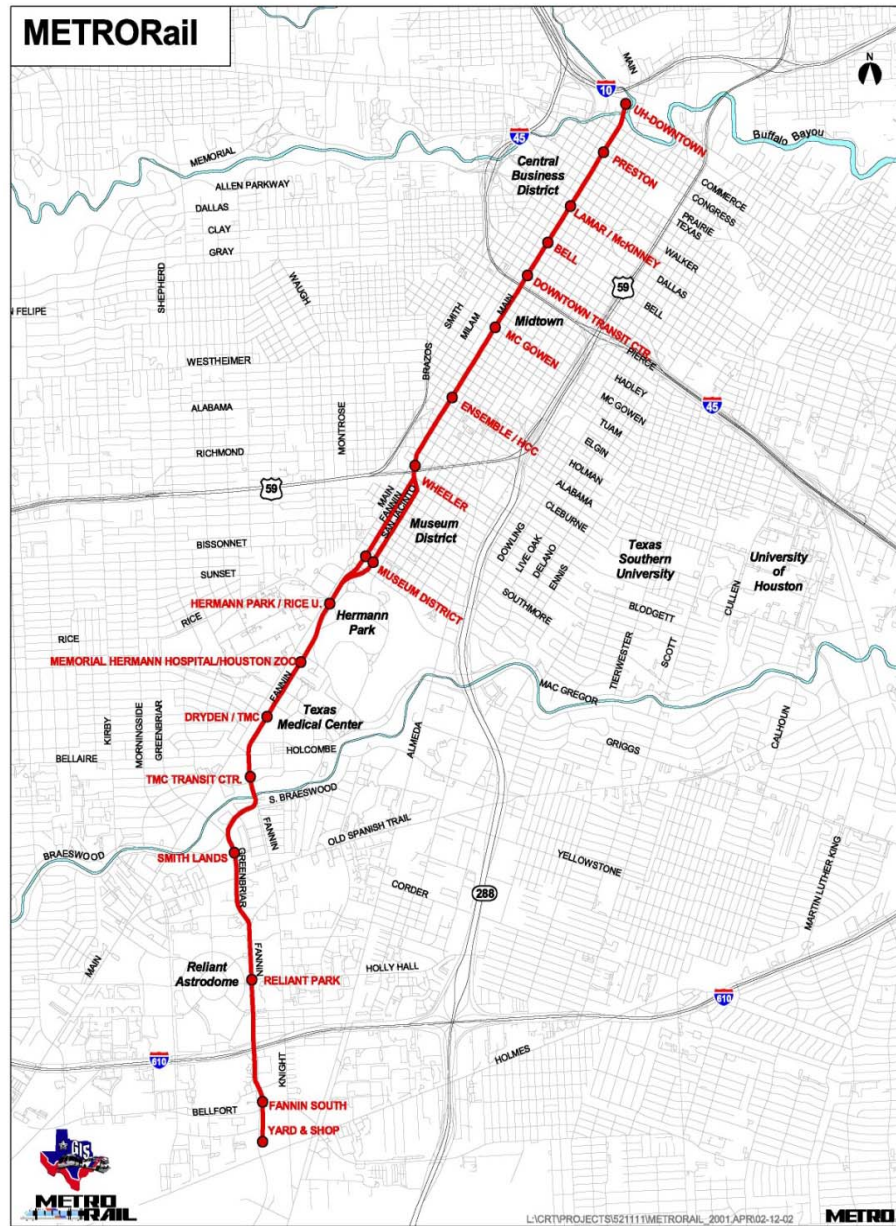 METRORail
N
MAIN
10
UH-DOWNTOWN
45
Buffalo Bayou
MEMORIAL
Central
Business
District
PRESTON
ALLEN PARKWAY
DALLAS
CLAY
GRAY
COMMERCE
CONGRESS
PRAIRIE
TEXAS
LAMAR / McKINNEY
WALKER
BELL
DALLAS
SHEPHERD
WAUGH
59
BELL
DOWNTOWN TRANSIT CTR.
N FELIPE
SMITH
MILAM
MAIN
Midtown
MC GOWEN
PIERCE
WESTHEIMER
BRAZOS
HADLEY
45
ALABAMA
MONTROSE
ENSEMBLE / HCC
MC GOWEN
TUAM
ELGIN
RICHMOND
HOLMAN
59
WHEELER
ALABAMA
CLEBURNE
MAIN
FANNIN
SAN JACINTO
Museum
District
DOWLING
LIVE OAK
DELANO
ENNIS
Texas
Southern
University
University
of
Houston
BISSONNET
SUNSET
MUSEUM DISTRICT
SOUTHMORE
CULLEN
HERMANN PARK / RICE U.
RICE
Hermann
Park
BLODGETT
RICE
TIERWESTER
SCOTT
MEMORIAL HERMANN HOSPITAL/HOUSTON ZOO
FANNIN
MAC GREGOR
KIRBY
MORNINGSIDE
GREENBRIAR
DRYDEN / TMC
Texas
Medical Center
CALHOUN
BELLAIRE
HOLCOMBE
ALMEDA
GRIGGS
TMC TRANSIT CTR.
S. BRAESWOOD
FANNIN
OLD SPANISH TRAIL
BRAESWOOD
SMITH LANDS
GREENBRIAR
YELLOWSTONE
MARTIN LUTHER KING
CORDER
288
MAIN
Reliant
Astrodome
FANNIN
RELIANT PARK
HOLLY HALL
610
610
KNIGHT
HOLMES
BELLFORT
FANNIN SOUTH
YARD & SHOP
GIS
METRO
RAIL
L:\CRT\PROJECTS\521111\METRORAIL_2001.APR\02-12-02
METRO